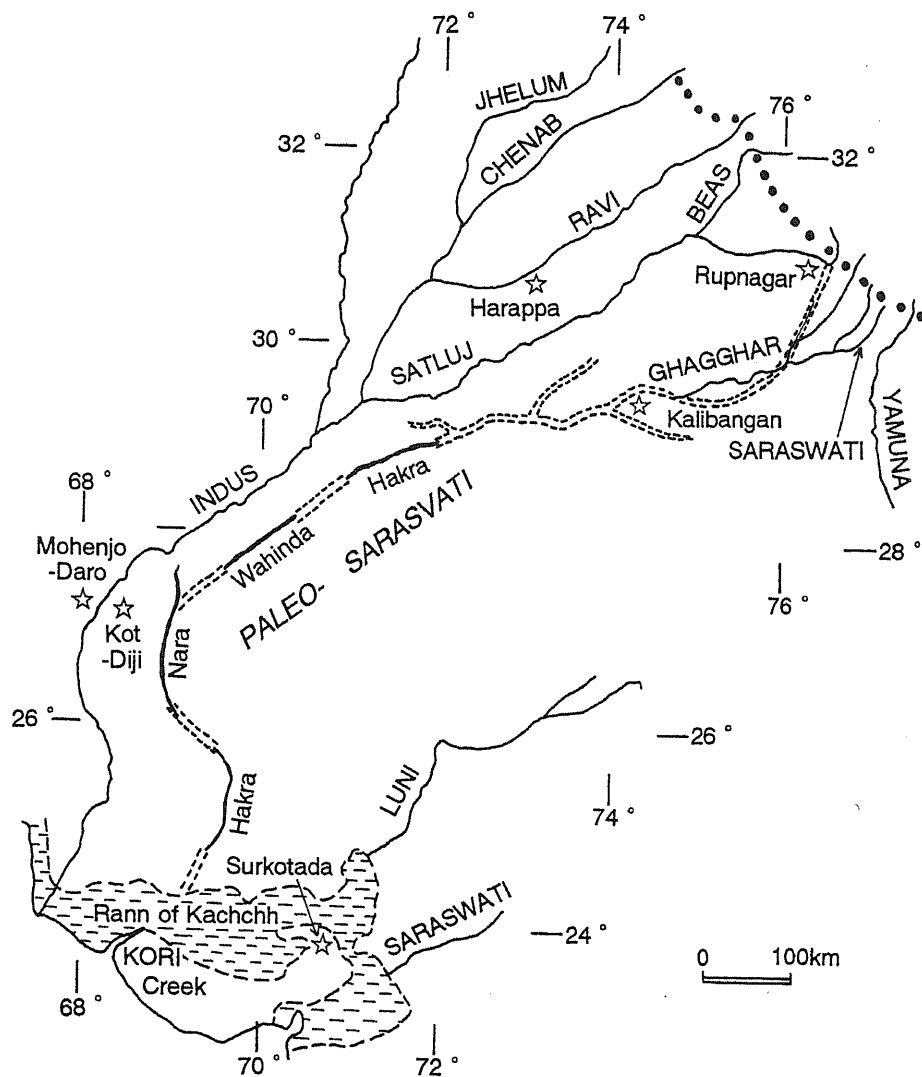 72 °
74 °
JHELUM
CHENAB
76 °
32 °
32 °
RAVI
BEAS
Rupnagar
Harappa
30 °
SATLUJ
GHAGGHAR
70 °
Kalibangan
SARASWATI
YAMUNA
68 °
INDUS
Hakra
Mohenjo
-Daro
Wahinda
PALEO- SARASVATI
28 °
76 °
Kot
-Diji
Nara
26 °
26 °
LUNI
74 °
Hakra
Surkotada
Rann of Kachchh
SARASWATI
24 °
KORI
Creek
0 100km
68 °
70 °
72 °